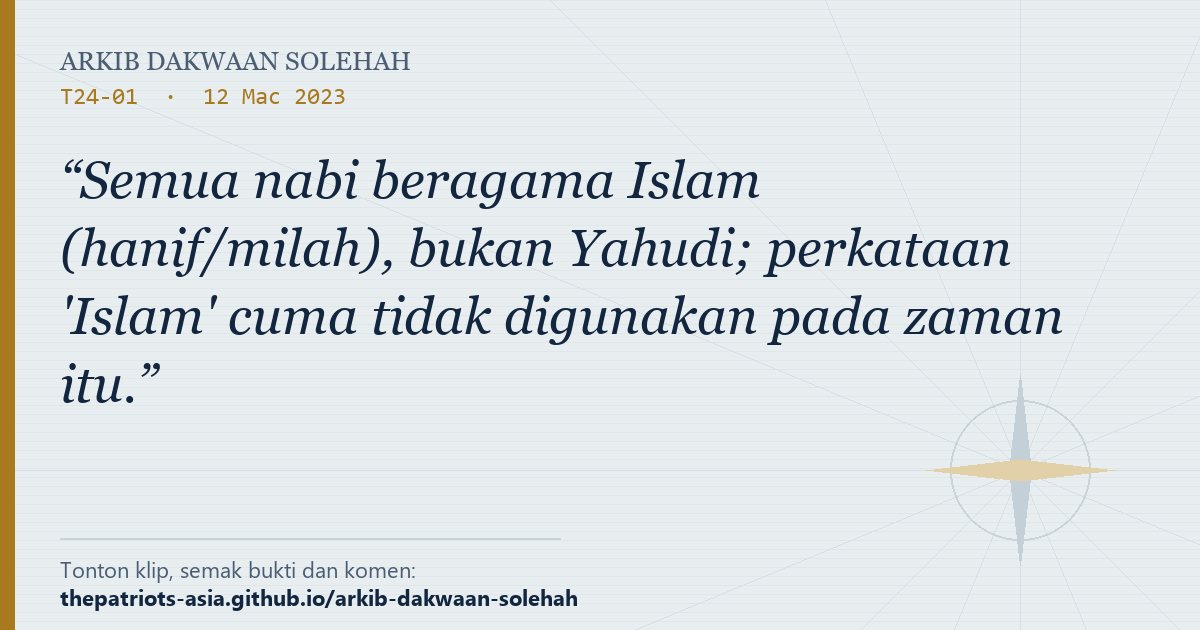 ARKIB DAKWAAN SOLEHAH
T24-01 · 12 Mac 2023
“Semua nabi beragama Islam
(hanif/milah), bukan Yahudi; perkataan
'Islam' cuma tidak digunakan pada zaman
itu.”
Tonton klip, semak bukti dan komen:
thepatriots-asia.github.io/arkib-dakwaan-solehah